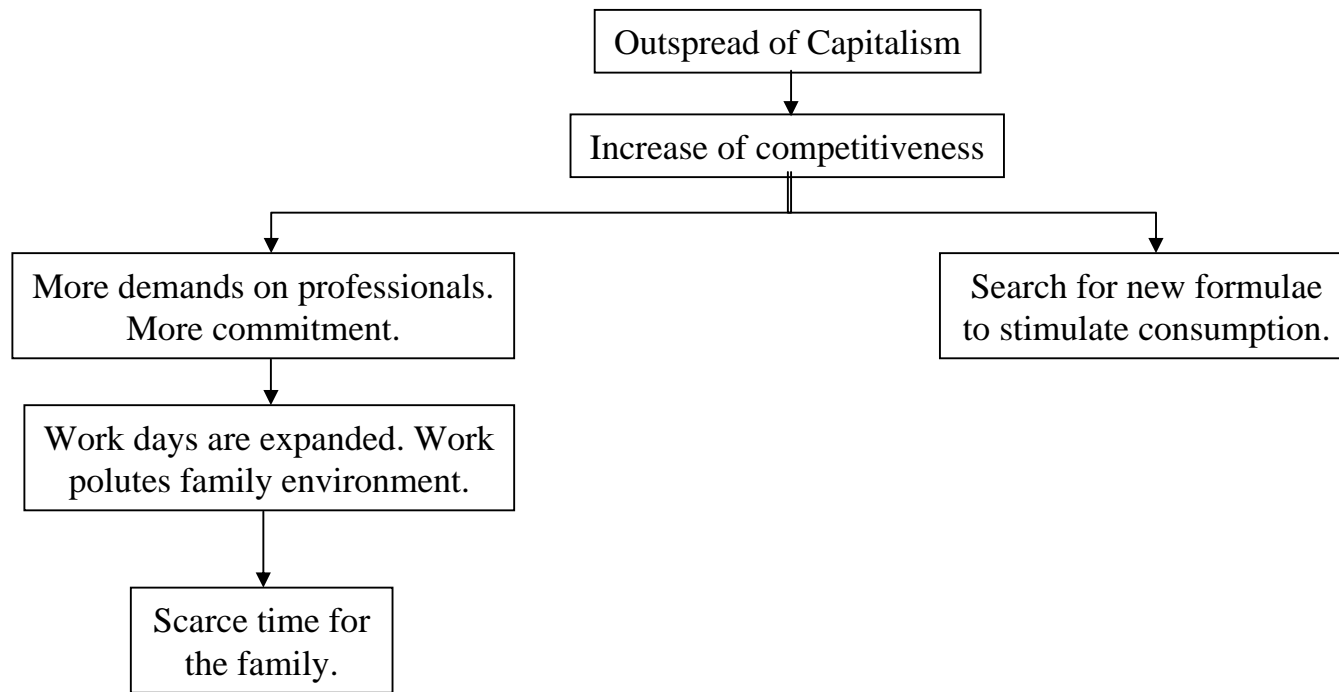 Outspread of Capitalism
Increase of competitiveness
More demands on professionals.
More commitment.
Search for new formulae
to stimulate consumption.
Work days are expanded. Work
polutes family environment.
Scarce time for
the family.